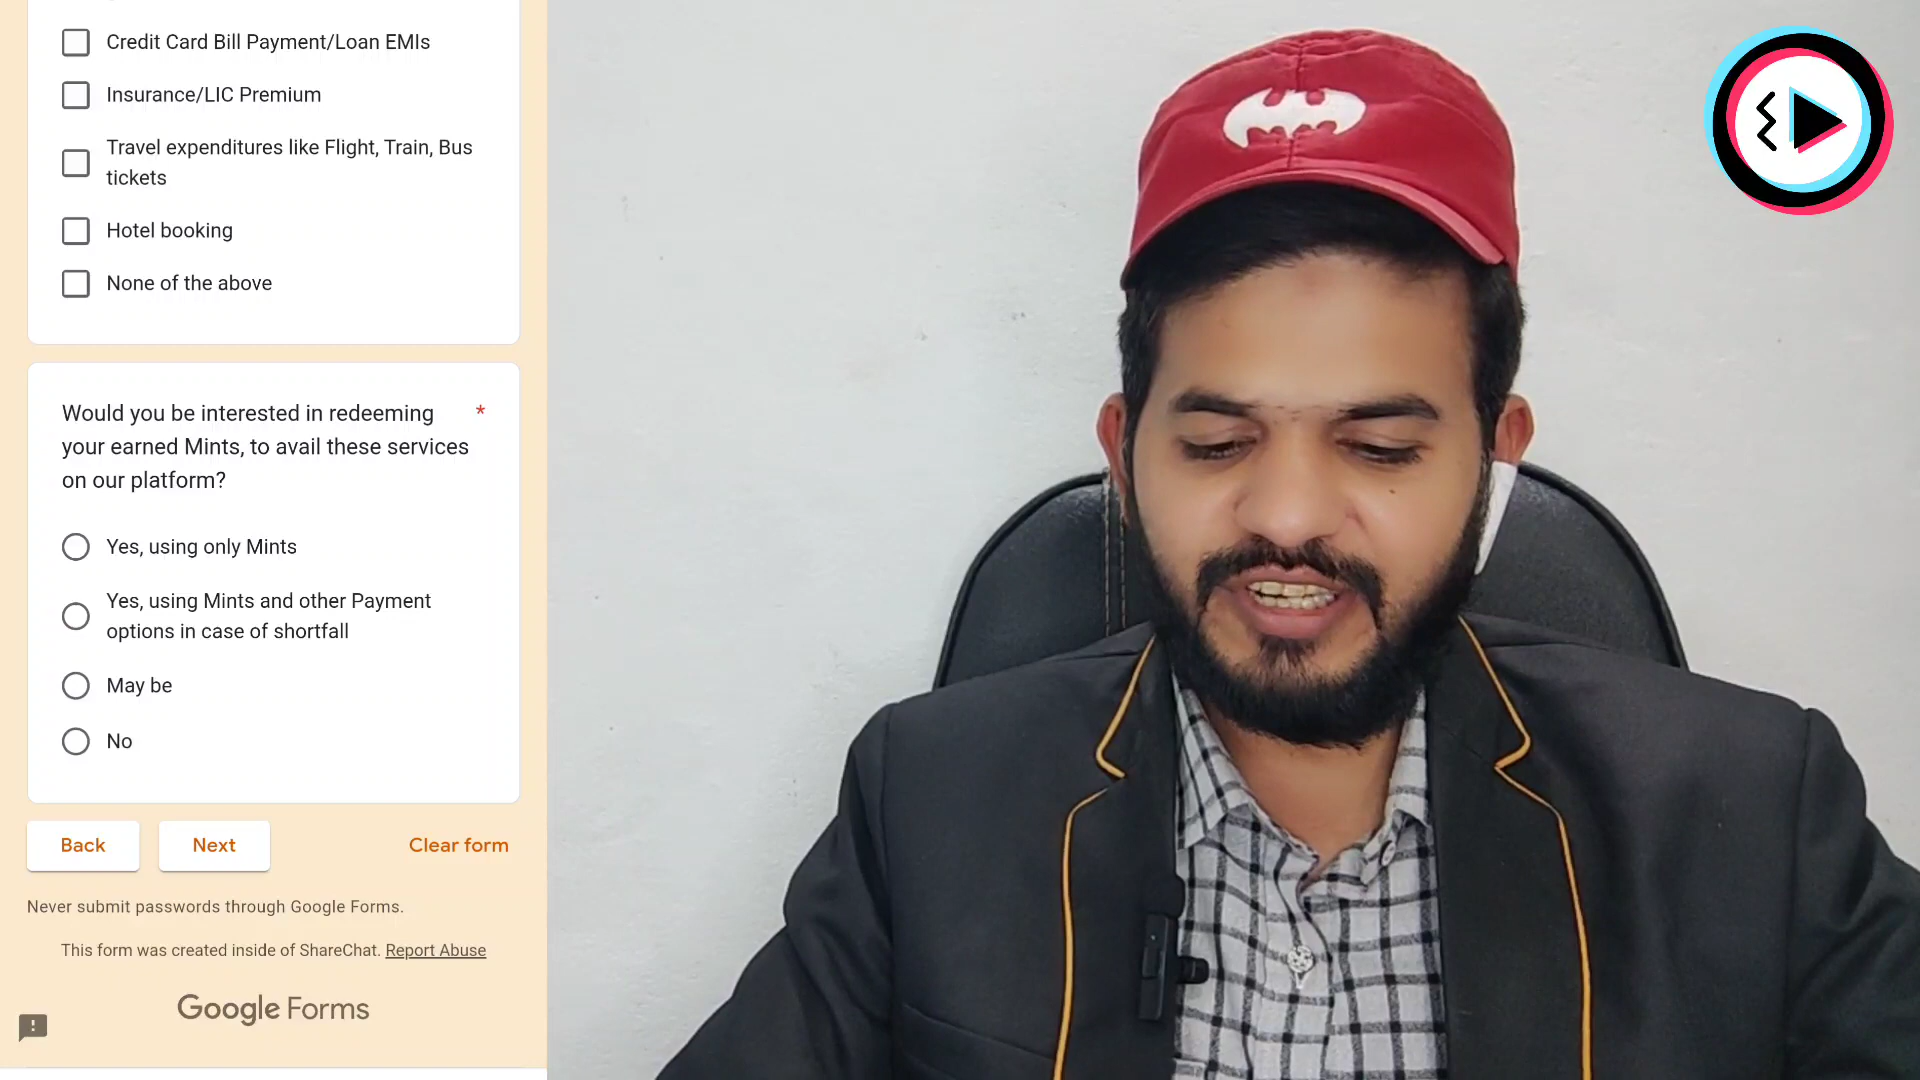 Credit Card Bill Payment/Loan EMIs
Insurance/LIC Premium
Travel expenditures like Flight, Train, Bus
tickets
Hotel booking
None of the above
Would you be interested in redeeming *
your earned Mints, to avail these services
on our platform?
Yes, using only Mints
Yes, using Mints and other Payment
options in case of shortfall
May be
No
Back Next Clear form
Never submit passwords through Google Forms.
This form was created inside of ShareChat. Report Abuse
Google Forms